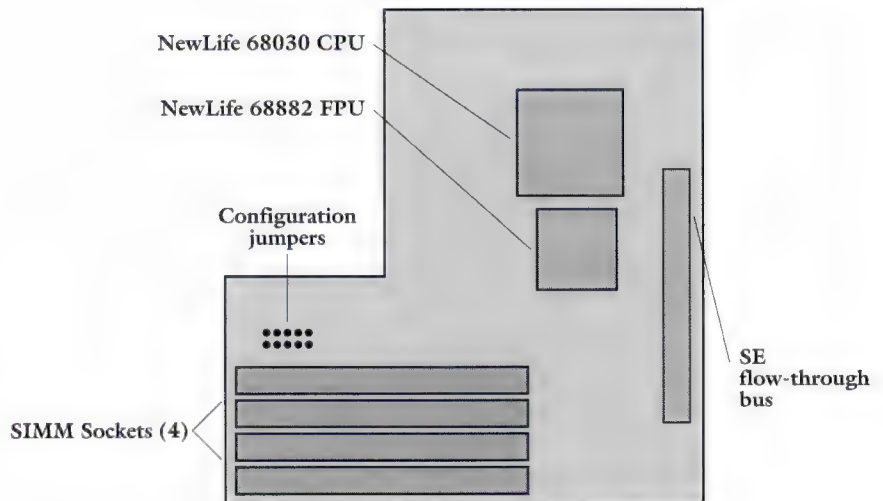 NewLife 68030 CPU
NewLife 68882 FPU
Configuration
jumpers
SE
flow-through
bus
SIMM Sockets (4)